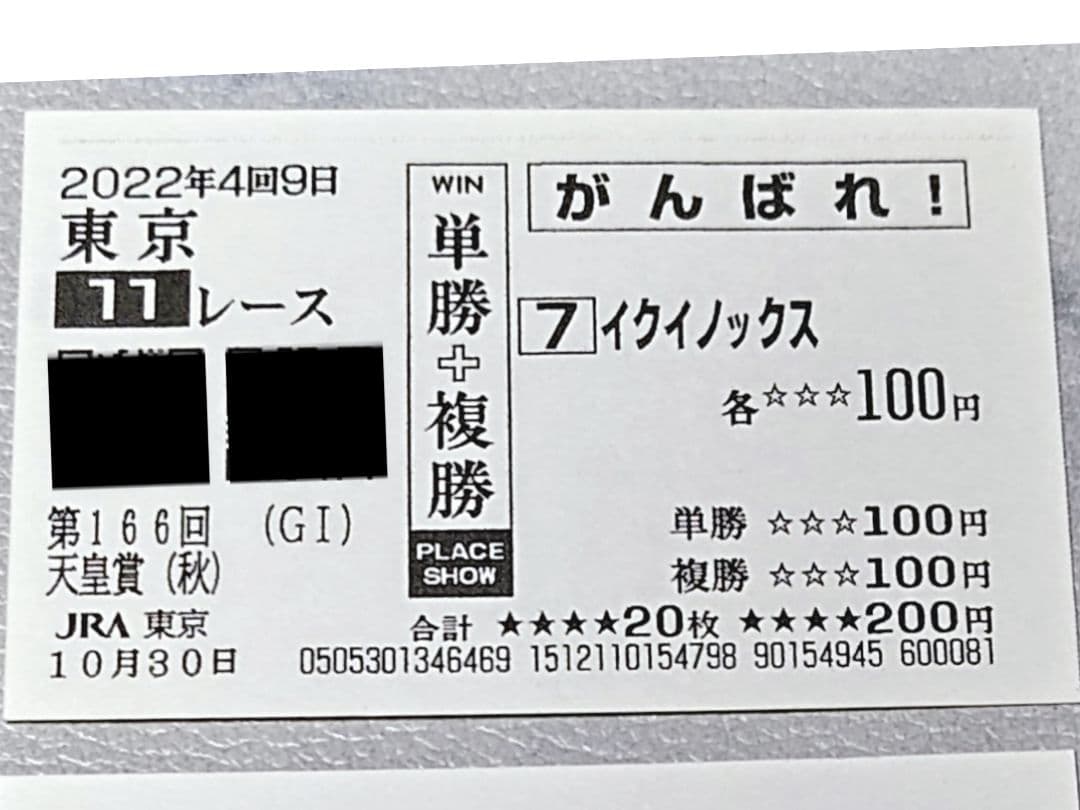 2022年4回9日
東京
11レース
第166回 (GI)
天皇賞(秋)
JRA 東京
10月30日
WIN
単勝+複勝
PLACE
SHOW
がんばれ!
7イクイノックス
各☆☆☆100円
単勝 ☆☆☆100円
複勝 ☆☆☆100円
合計 ★★★★20枚 ★★★★200円
0505301346469 1512110154798 90154945 600081